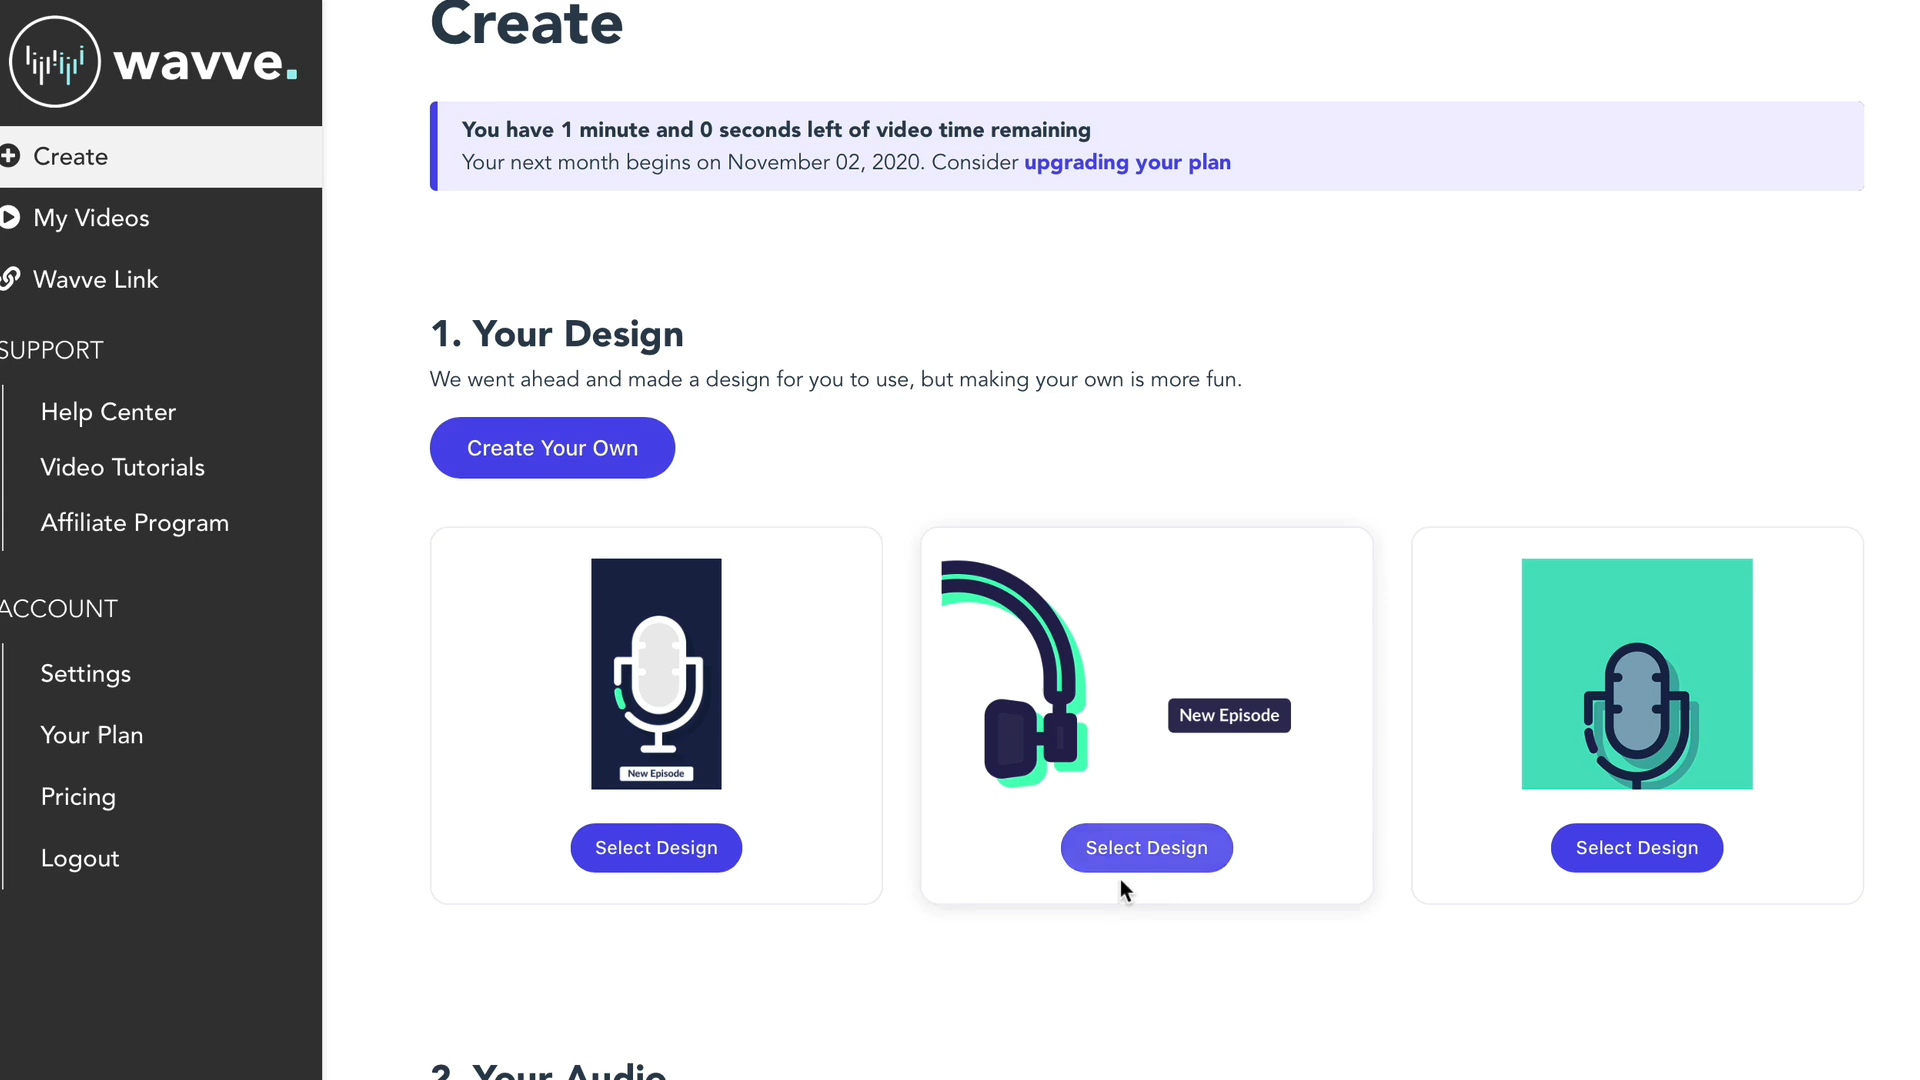 wavve.
Create
My Videos
Wavve Link
SUPPORT
Help Center
Video Tutorials
Affiliate Program
ACCOUNT
Settings
Your Plan
Pricing
Logout
Create
You have 1 minute and 0 seconds left of video time remaining
Your next month begins on November 02, 2020. Consider upgrading your plan
1. Your Design
We went ahead and made a design for you to use, but making your own is more fun.
Create Your Own
New Episode
Select Design
New Episode
Select Design
Select Design
2. Your Audio